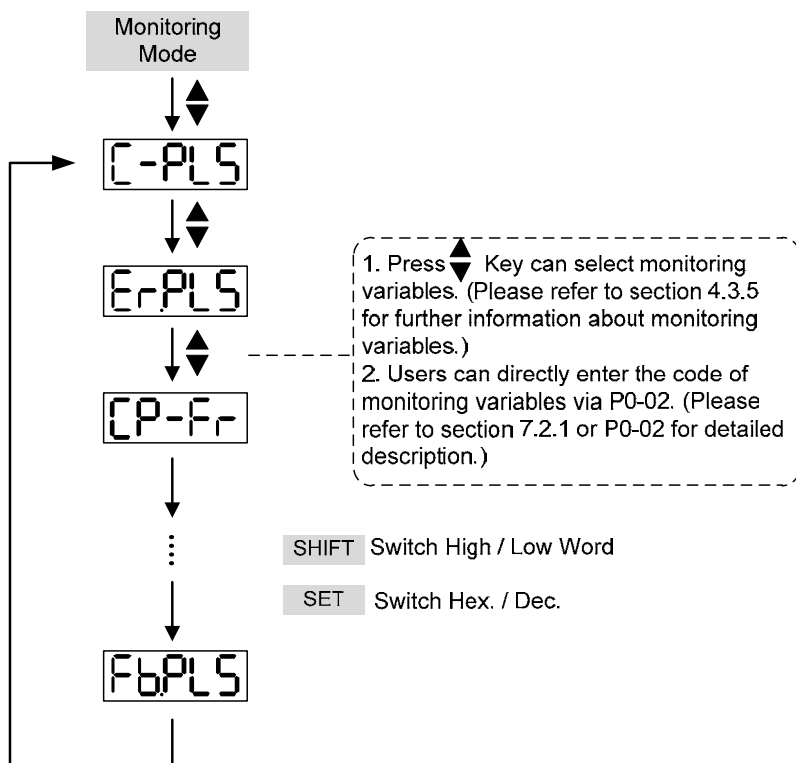 Monitoring
Mode
C-PLS
Er.PLS
1. Press Key can select monitoring
variables. (Please refer to section 4.3.5
for further information about monitoring
variables.)
2. Users can directly enter the code of
monitoring variables via P0-02. (Please
refer to section 7.2.1 or P0-02 for detailed
description.)
CP-Fr
SHIFT Switch High / Low Word
SET Switch Hex. / Dec.
Fb.PLS